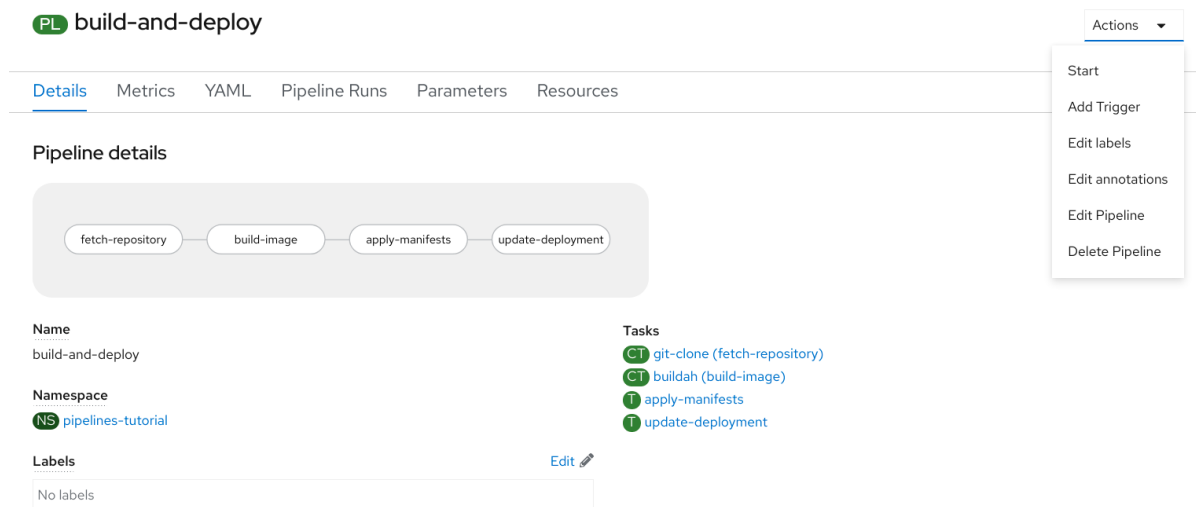 PL build-and-deploy
Actions
Start
Add Trigger
Edit labels
Edit annotations
Edit Pipeline
Delete Pipeline
Details Metrics YAML Pipeline Runs Parameters Resources
Pipeline details
fetch-repository build-image apply-manifests update-deployment
Name
build-and-deploy
Namespace
NS pipelines-tutorial
Labels Edit
No labels
Tasks
CT git-clone (fetch-repository)
CT buildah (build-image)
T apply-manifests
T update-deployment